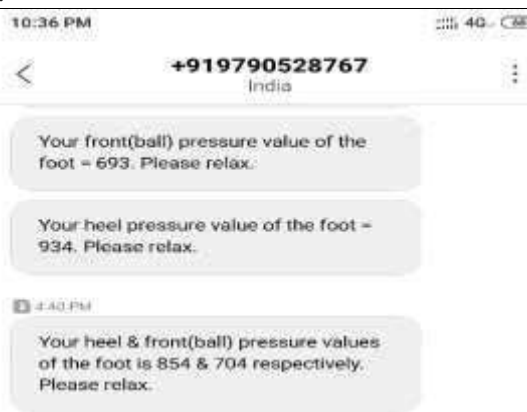 10:36 PM
4G
+919790528767
India
Your front(ball) pressure value of the
foot = 693. Please relax.
Your heel pressure value of the foot =
934. Please relax.
4:40 PM
Your heel & front(ball) pressure values
of the foot is 854 & 704 respectively.
Please relax.